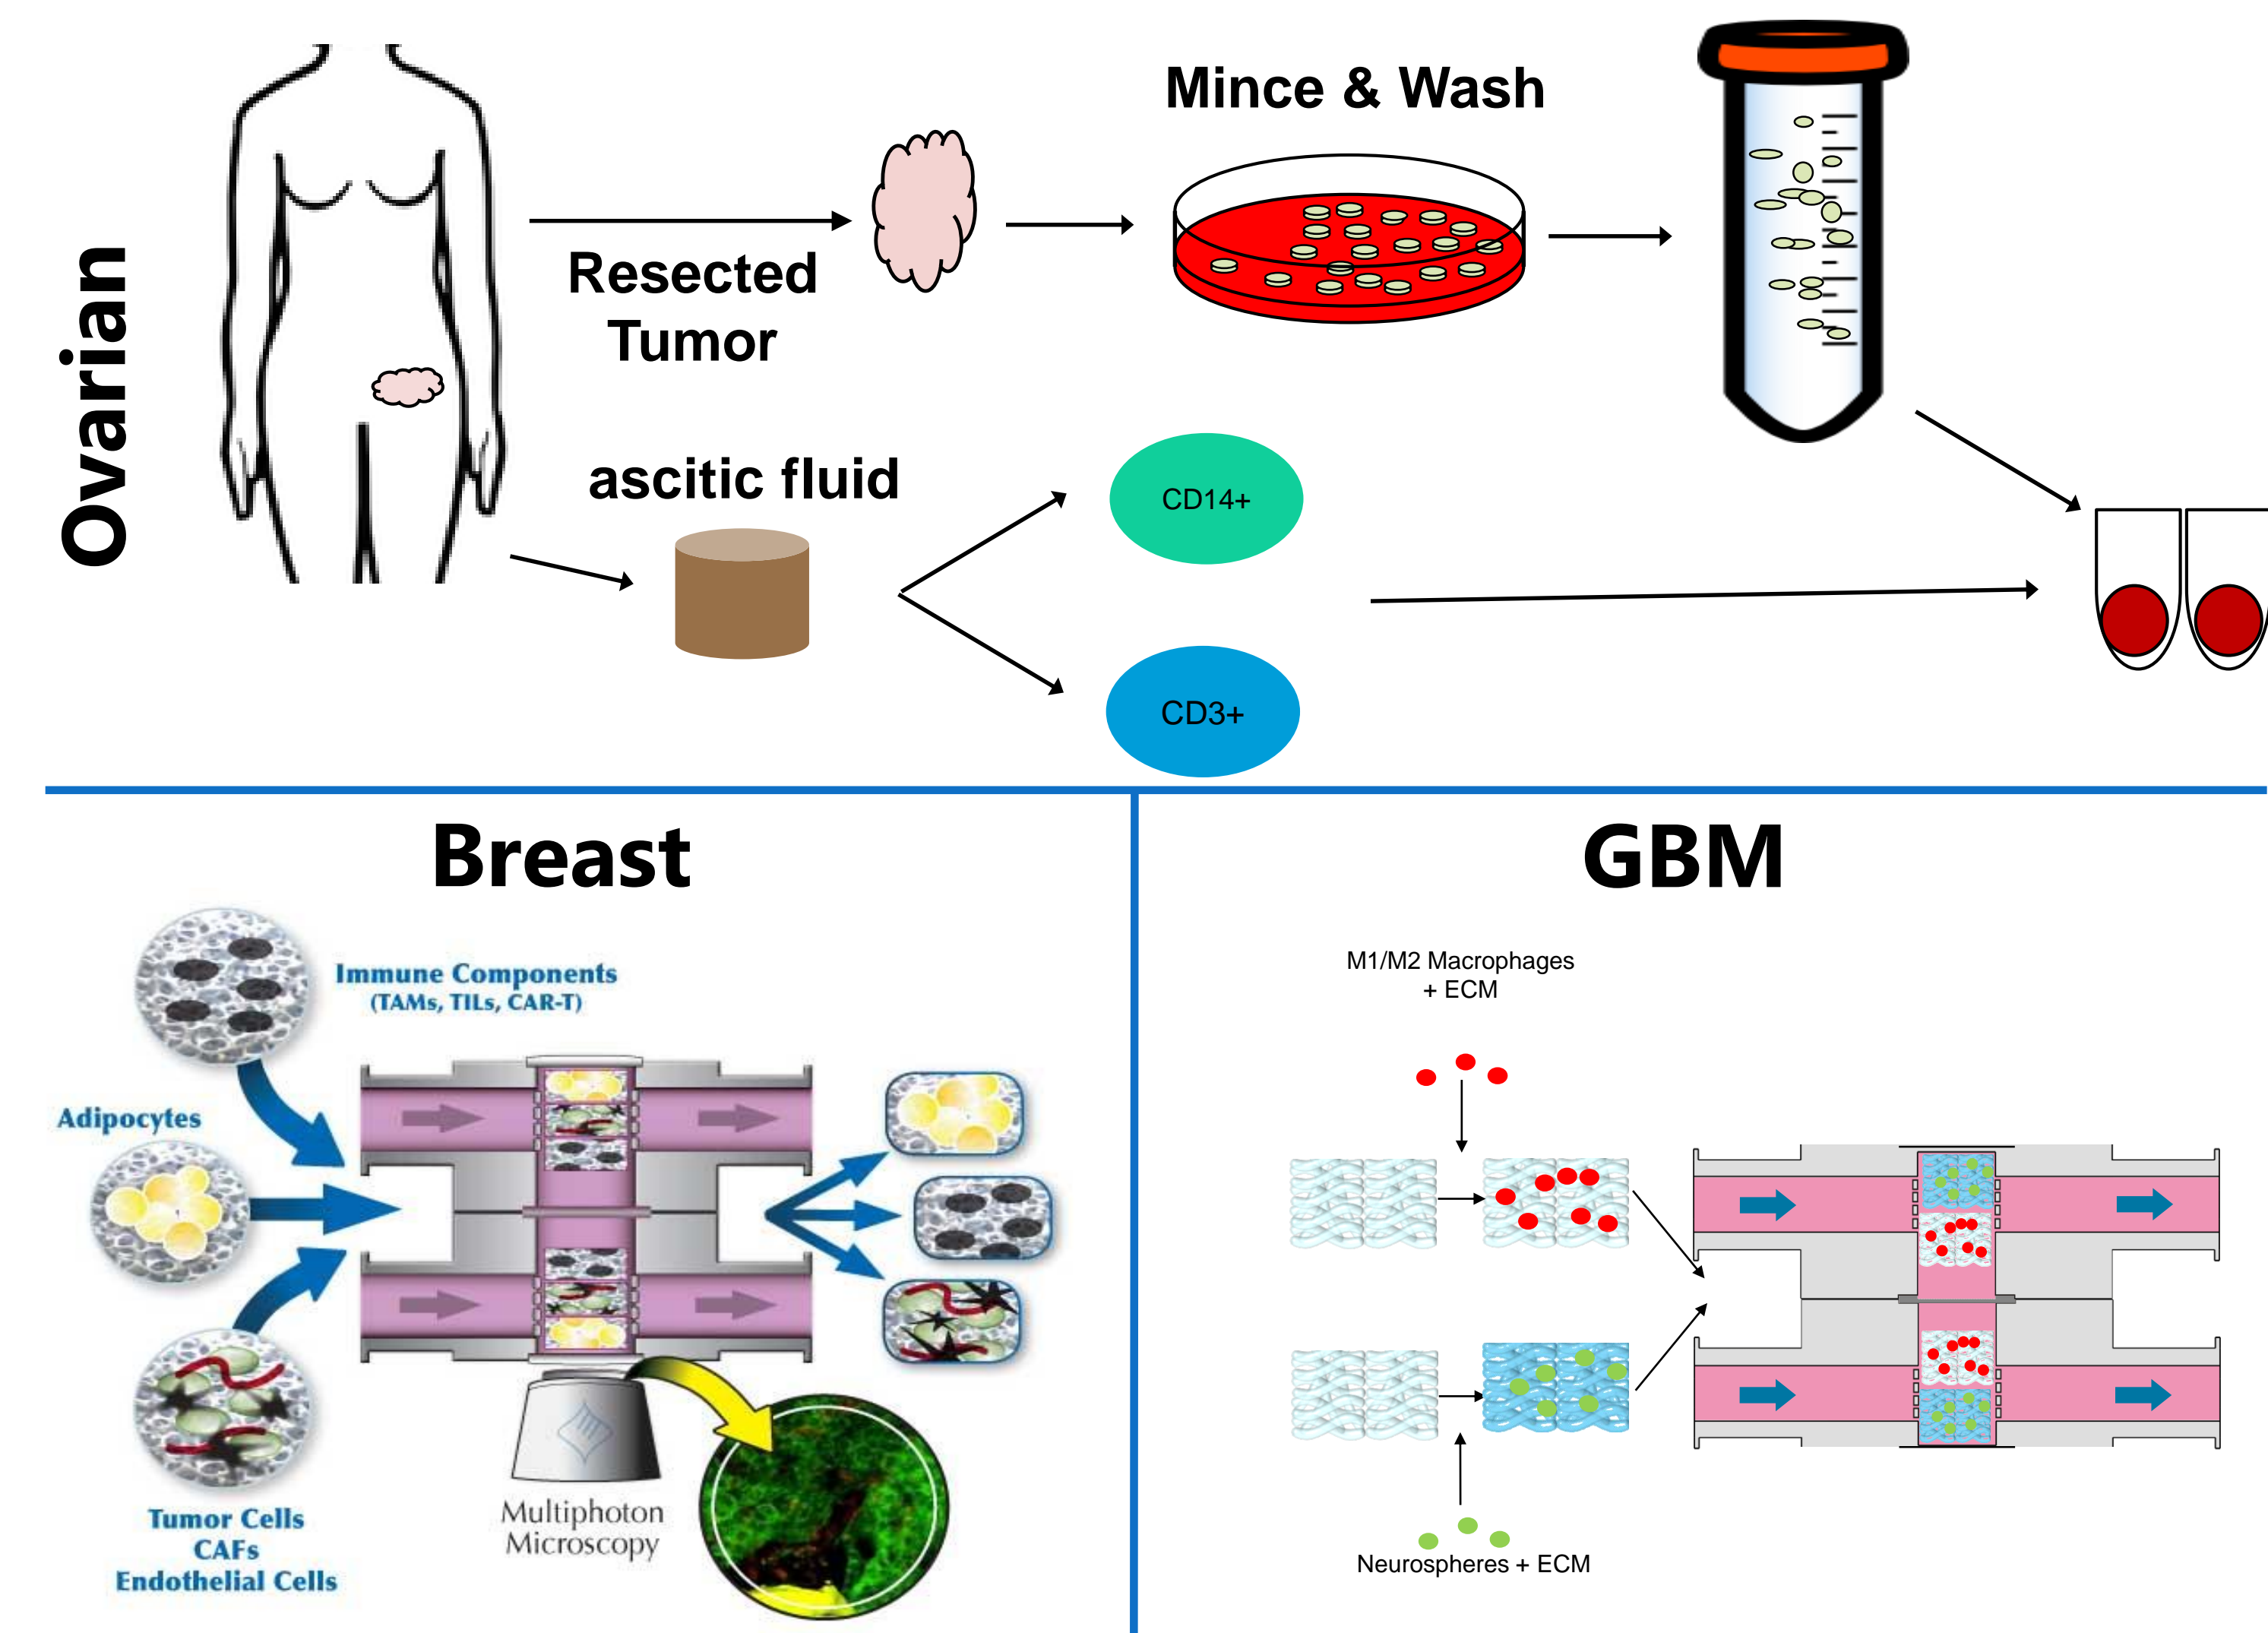 Ovarian
Resected
Tumor
Mince & Wash
ascitic fluid
CD14+
CD3+
Breast
Immune Components
(TAMs, TILs, CAR-T)
Adipocytes
Tumor Cells
CAFs
Endothelial Cells
Multiphoton
Microscopy
GBM
M1/M2 Macrophages
+ ECM
Neurospheres + ECM